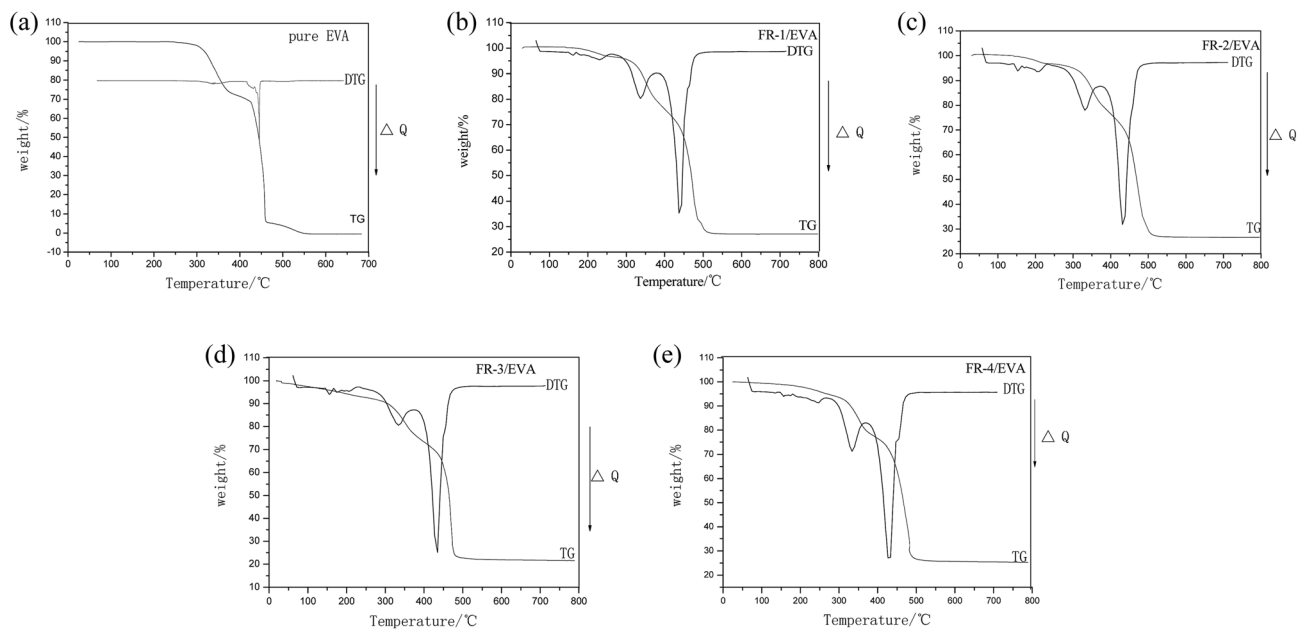 (a)
110
100
90
80
70
60
50
40
30
20
10
0
-10
weight/%
pure EVA
DTG
△ Q
TG
0 100 200 300 400 500 600 700
Temperature/℃
(b)
110
100
90
80
70
60
50
40
30
20
weight/%
FR-1/EVA
DTG
△ Q
TG
0 100 200 300 400 500 600 700 800
Temperature/℃
(c)
110
100
90
80
70
60
50
40
30
20
weight/%
FR-2/EVA
DTG
△ Q
TG
0 100 200 300 400 500 600 700 800
Temperature/℃
(d)
110
100
90
80
70
60
50
40
30
20
10
weight/%
FR-3/EVA
DTG
△ Q
TG
0 100 200 300 400 500 600 700 800
Temperature/℃
(e)
110
100
90
80
70
60
50
40
30
20
weight/%
FR-4/EVA
DTG
△ Q
TG
0 100 200 300 400 500 600 700 800
Temperature/℃